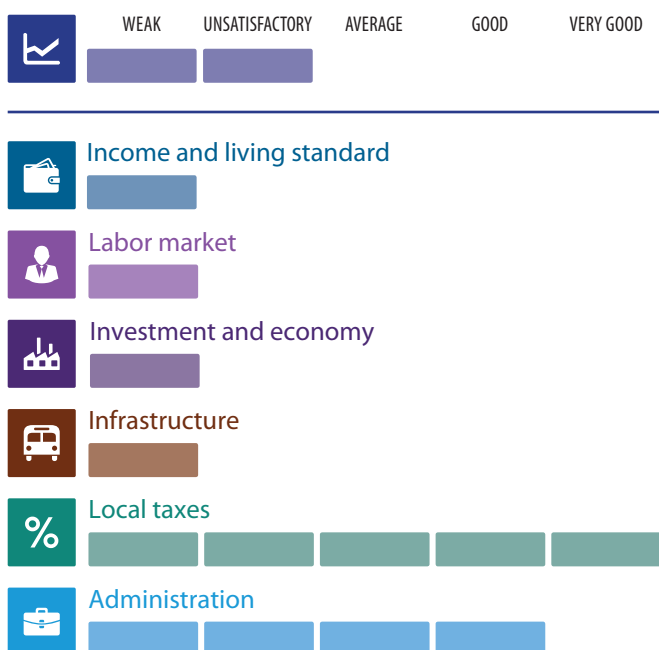 WEAK UNSATISFACTORY AVERAGE GOOD VERY GOOD
Income and living standard
Labor market
Investment and economy
Infrastructure
%
Local taxes
Administration